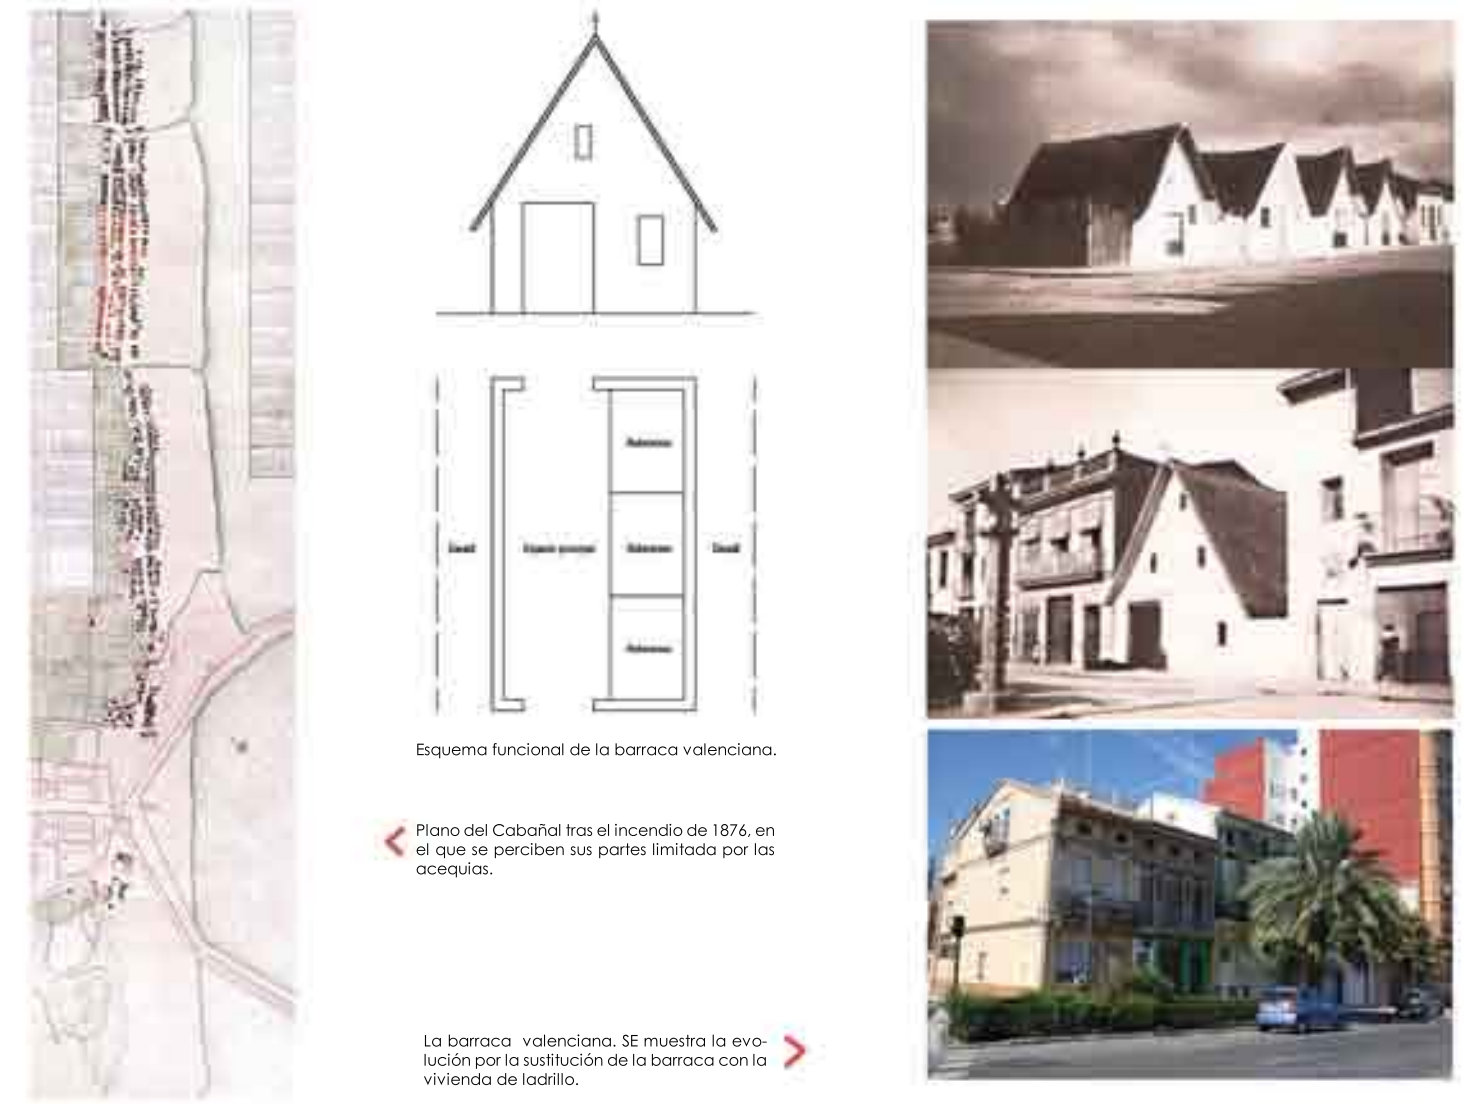 Esquema funcional de la barraca valenciana.
Plano del Cabañal tras el incendio de 1876, en
el que se perciben sus partes limitada por las
acequias.
La barraca valenciana. SE muestra la evo-
lución por la sustitución de la barraca con la
vivienda de ladrillo.